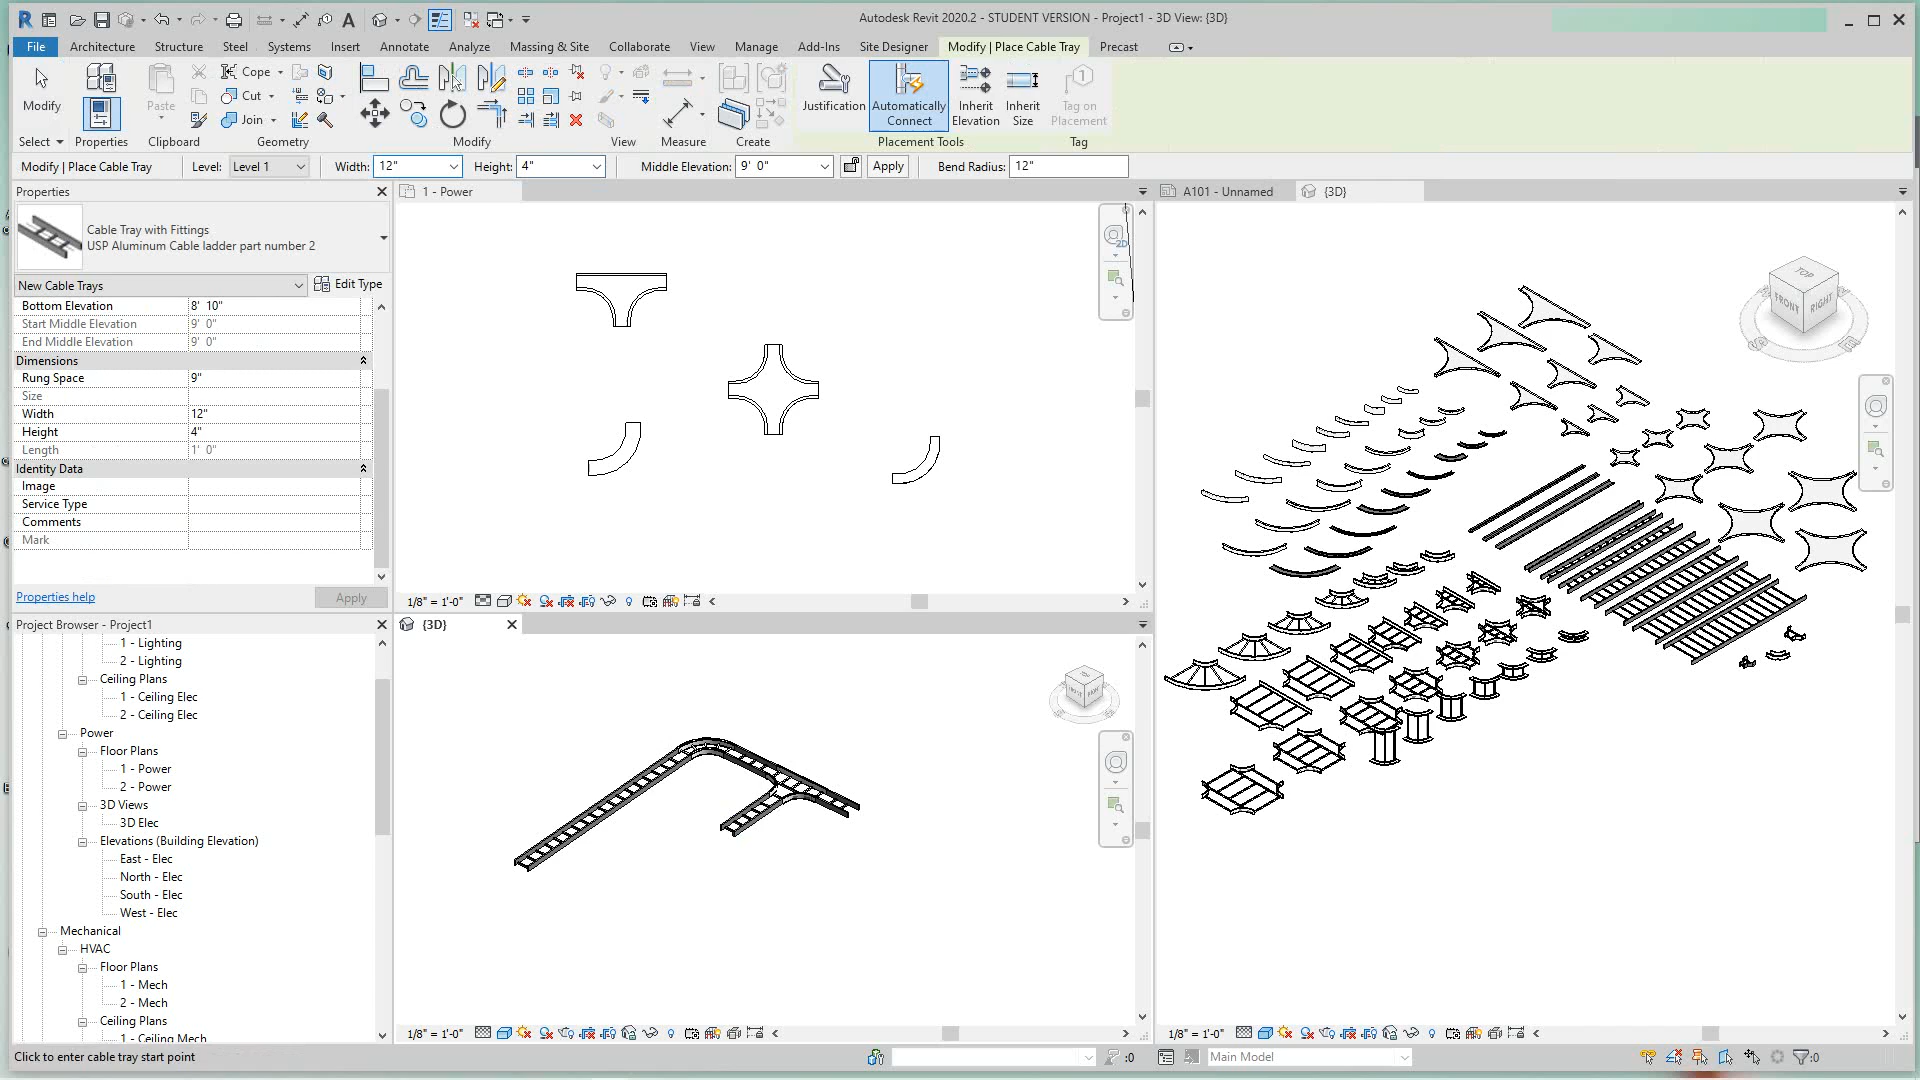 Autodesk Revit 2020.2 - STUDENT VERSION - Project1 - 3D View: {3D}
File Architecture Structure Steel Systems Insert Annotate Analyze Massing & Site Collaborate View Manage Add-Ins Site Designer Modify | Place Cable Tray Precast
Modify
Paste
Cope
Cut
Join
Justification
Automatically Connect
Inherit Elevation
Inherit Size
Tag on Placement
Select Properties Clipboard Geometry Modify View Measure Create Placement Tools Tag
Modify | Place Cable Tray Level: Level 1 Width: 12" Height: 4" Middle Elevation: 9' 0" Apply Bend Radius: 12"
Properties
Cable Tray with Fittings
USP Aluminum Cable ladder part number 2
New Cable Trays Edit Type
Bottom Elevation 8' 10"
Start Middle Elevation 9' 0"
End Middle Elevation 9' 0"
Dimensions
Rung Space 9"
Size
Width 12"
Height 4"
Length 1' 0"
Identity Data
Image
Service Type
Comments
Mark
Properties help Apply
Project Browser - Project1
1 - Lighting
2 - Lighting
Ceiling Plans
1 - Ceiling Elec
2 - Ceiling Elec
Power
Floor Plans
1 - Power
2 - Power
3D Views
3D Elec
Elevations (Building Elevation)
East - Elec
North - Elec
South - Elec
West - Elec
Mechanical
HVAC
Floor Plans
1 - Mech
2 - Mech
Ceiling Plans
1 - Ceiling Mech
1 - Power
2D
1/8" = 1'-0"
{3D}
TOP
1/8" = 1'-0"
A101 - Unnamed {3D}
TOP
FRONT
RIGHT
1/8" = 1'-0"
Click to enter cable tray start point :0 Main Model :0